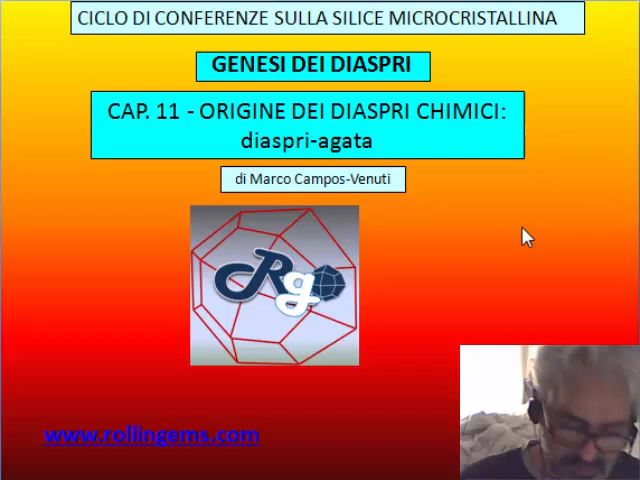 CICLO DI CONFERENZE SULLA SILICE MICROCRISTALLINA
GENESI DEI DIASPRI
CAP. 11 - ORIGINE DEI DIASPRI CHIMICI:
diaspri-agata
di Marco Campos-Venuti
cRg
www.rollingems.com